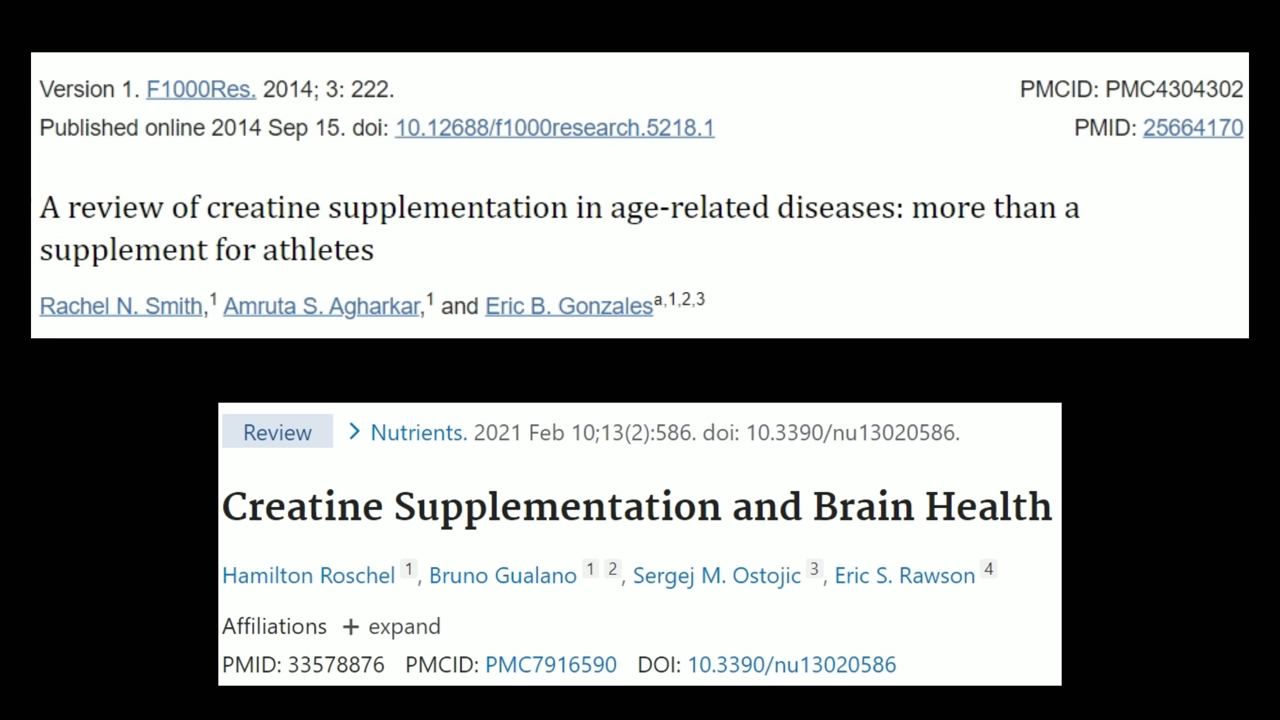 Version 1. F1000Res. 2014; 3: 222.
PMCID: PMC4304302
Published online 2014 Sep 15. doi: 10.12688/f1000research.5218.1
PMID: 25664170
A review of creatine supplementation in age-related diseases: more than a
supplement for athletes
Rachel N. Smith,1 Amruta S. Agharkar,1 and Eric B. Gonzalesa,1,2,3
Review > Nutrients. 2021 Feb 10;13(2):586. doi: 10.3390/nu13020586.
Creatine Supplementation and Brain Health
Hamilton Roschel 1, Bruno Gualano 1 2, Sergej M. Ostojic 3, Eric S. Rawson 4
Affiliations + expand
PMID: 33578876 PMCID: PMC7916590 DOI: 10.3390/nu13020586